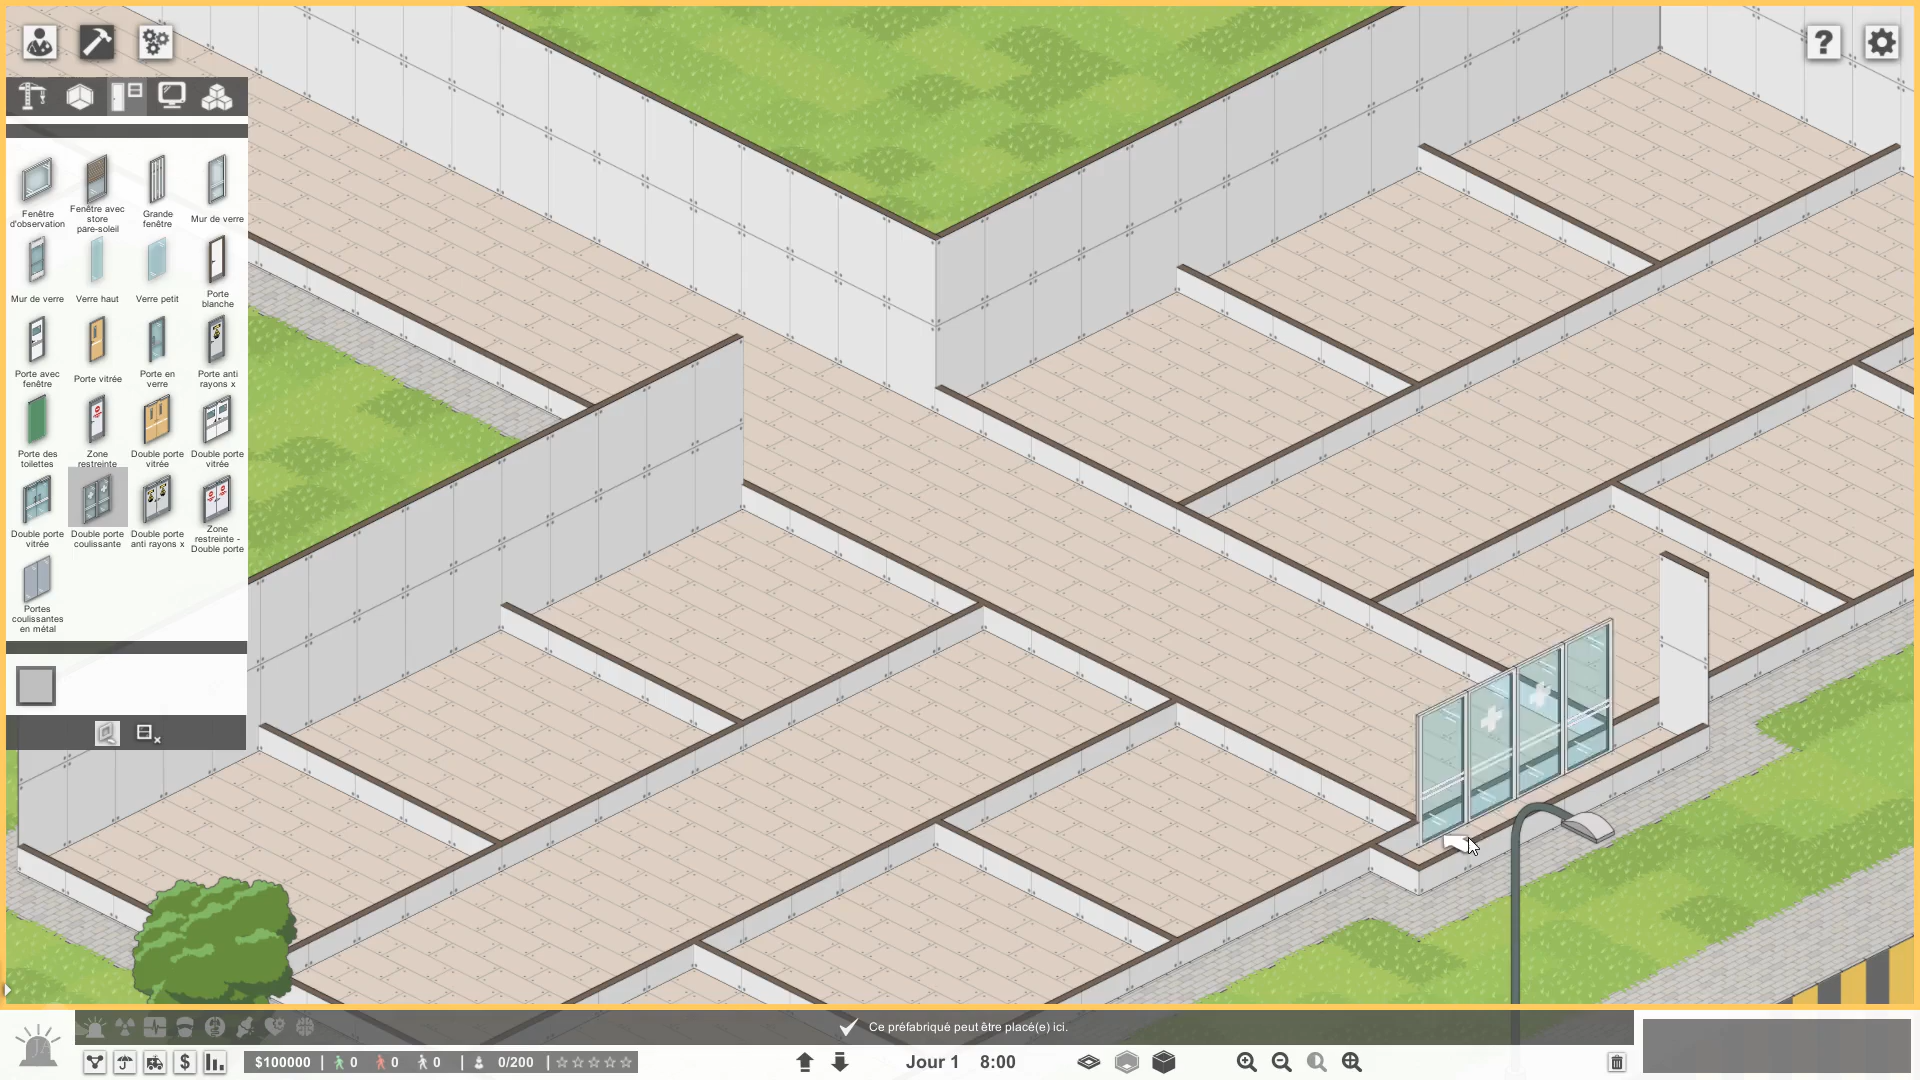 ?
Fenêtre d'observation
Fenêtre avec store pare-soleil
Grande fenêtre
Mur de verre
Mur de verre
Verre haut
Verre petit
Porte blanche
Porte avec fenêtre
Porte vitrée
Porte en verre
Porte anti rayons x
Porte des toilettes
Zone restreinte
Double porte vitrée
Double porte vitrée
Double porte vitrée
Double porte coulissante
Double porte anti rayons x
Zone restreinte - Double porte
Portes coulissantes en métal
Ce préfabriqué peut être placé(e) ici.
$
$100000 | 0 0 0 | 0/200 |
Jour 1 8:00